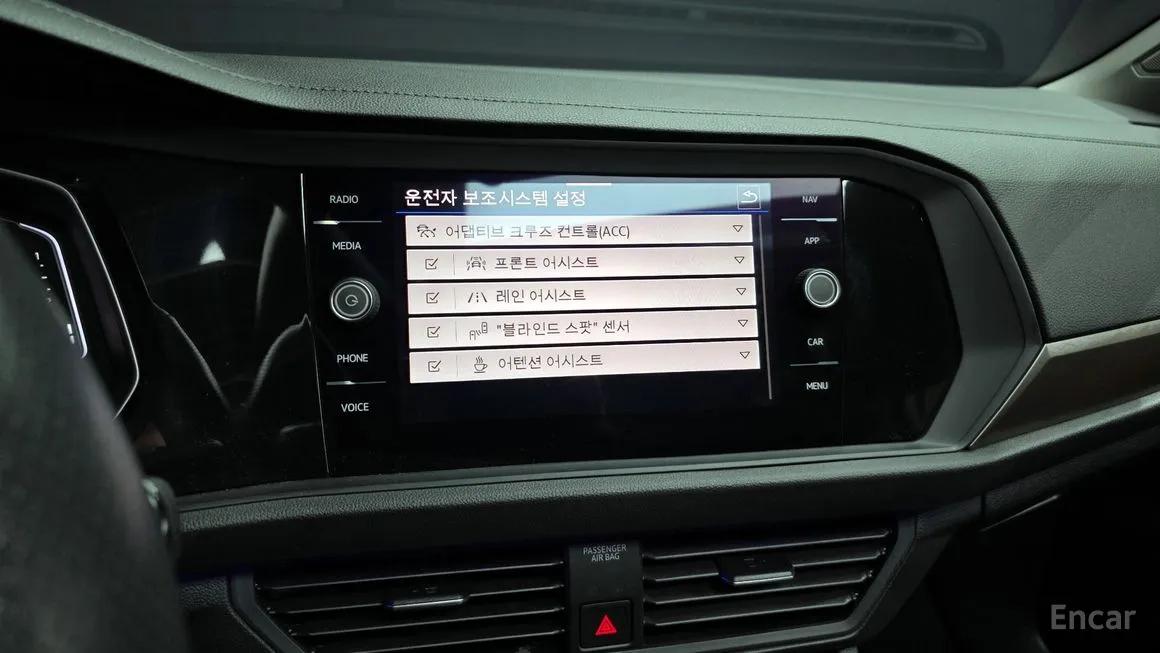 RADIO
MEDIA
PHONE
VOICE
운전자 보조 시스템 설정
어댑티브 크루즈 컨트롤(ACC)
프론트 어시스트
레인 어시스트
"블라인드 스팟" 센서
어텐션 어시스트
NAV
APP
CAR
MENU
PASSENGER
AIR BAG
Encar